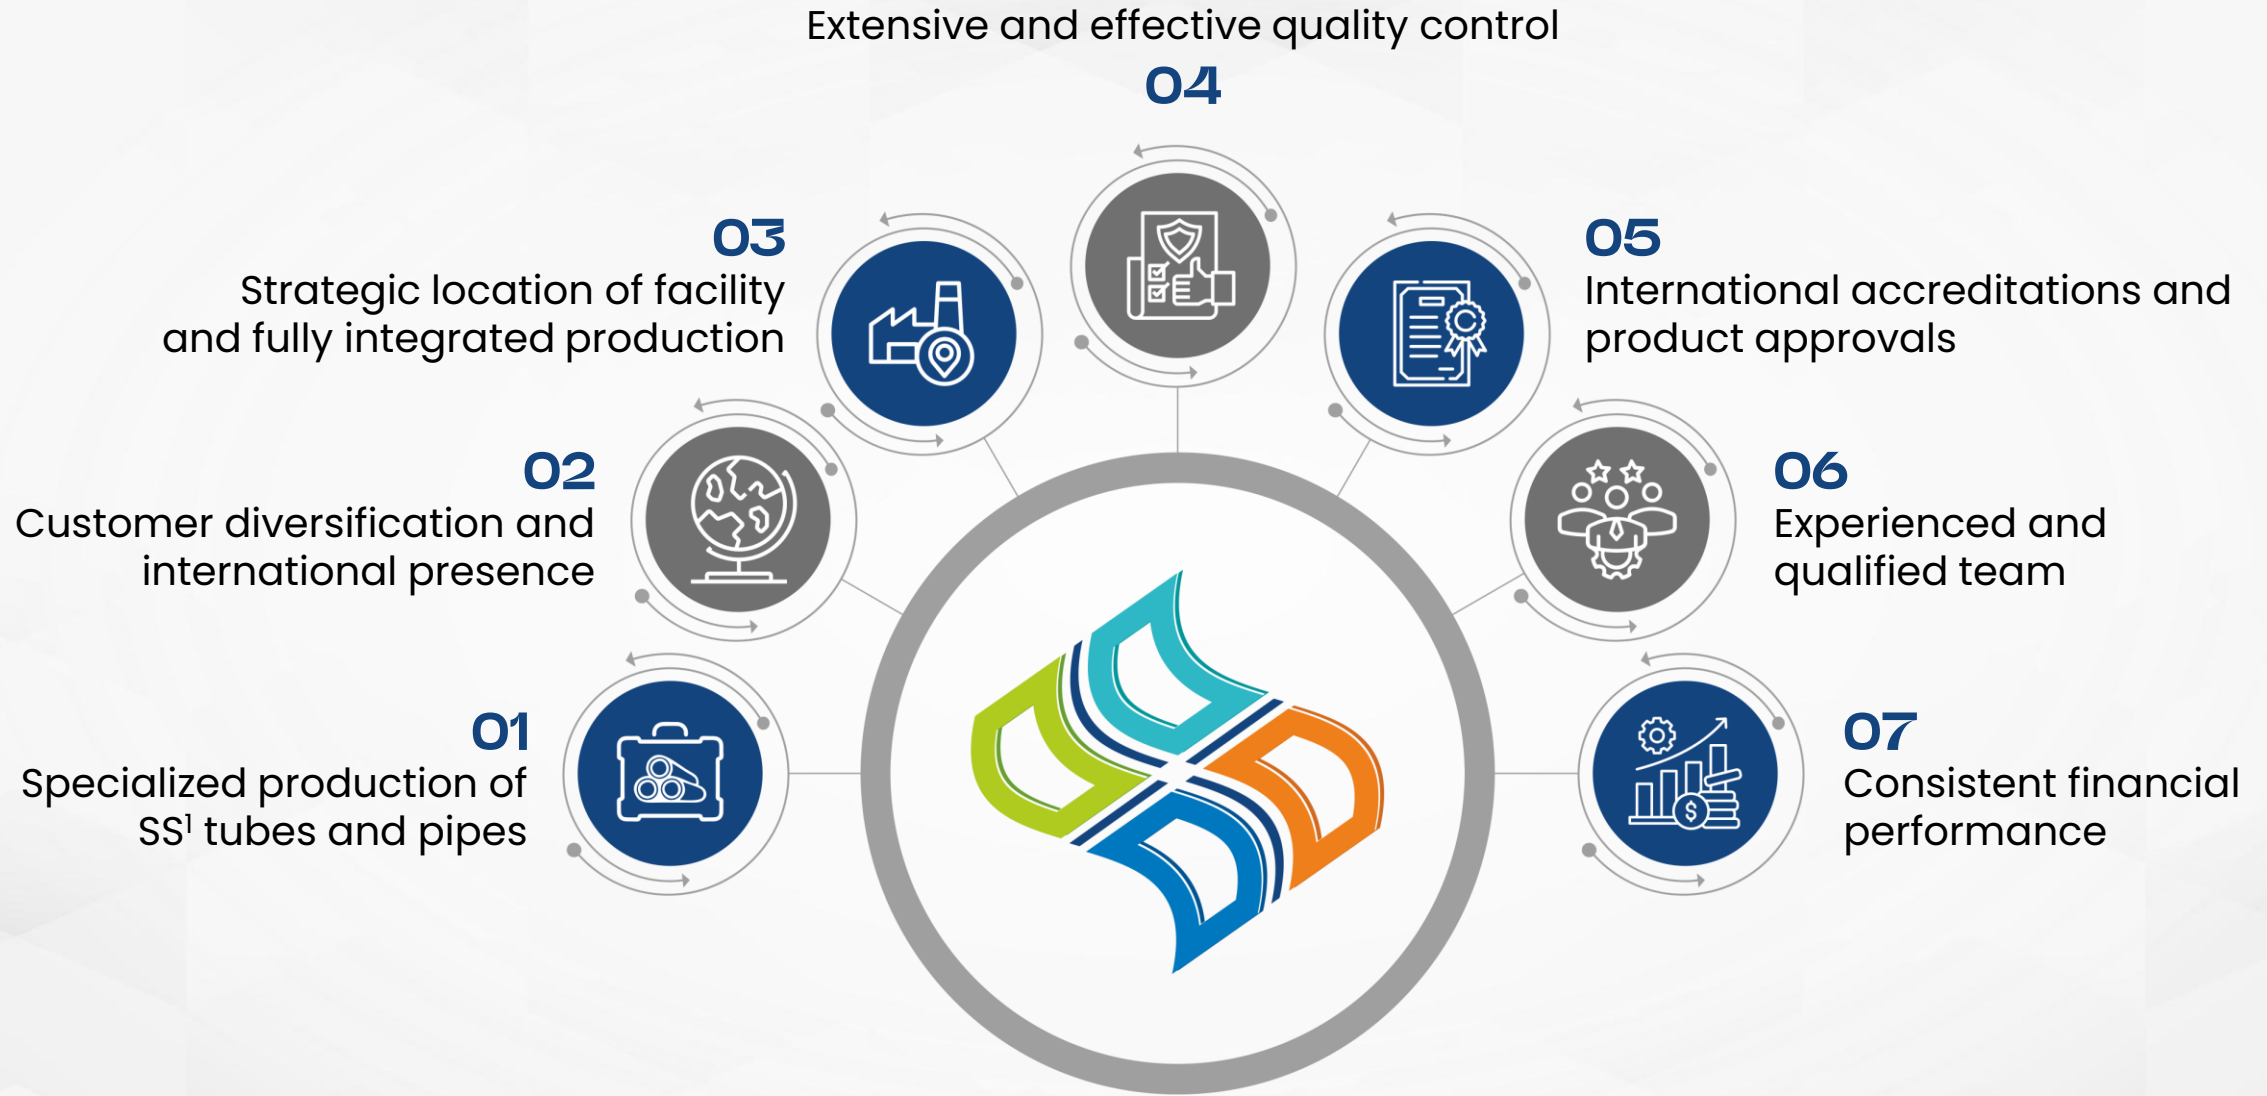 Extensive and effective quality control
04
03
Strategic location of facility
and fully integrated production
05
International accreditations and
product approvals
02
Customer diversification and
international presence
06
Experienced and
qualified team
01
Specialized production of
SS¹ tubes and pipes
07
Consistent financial
performance
$